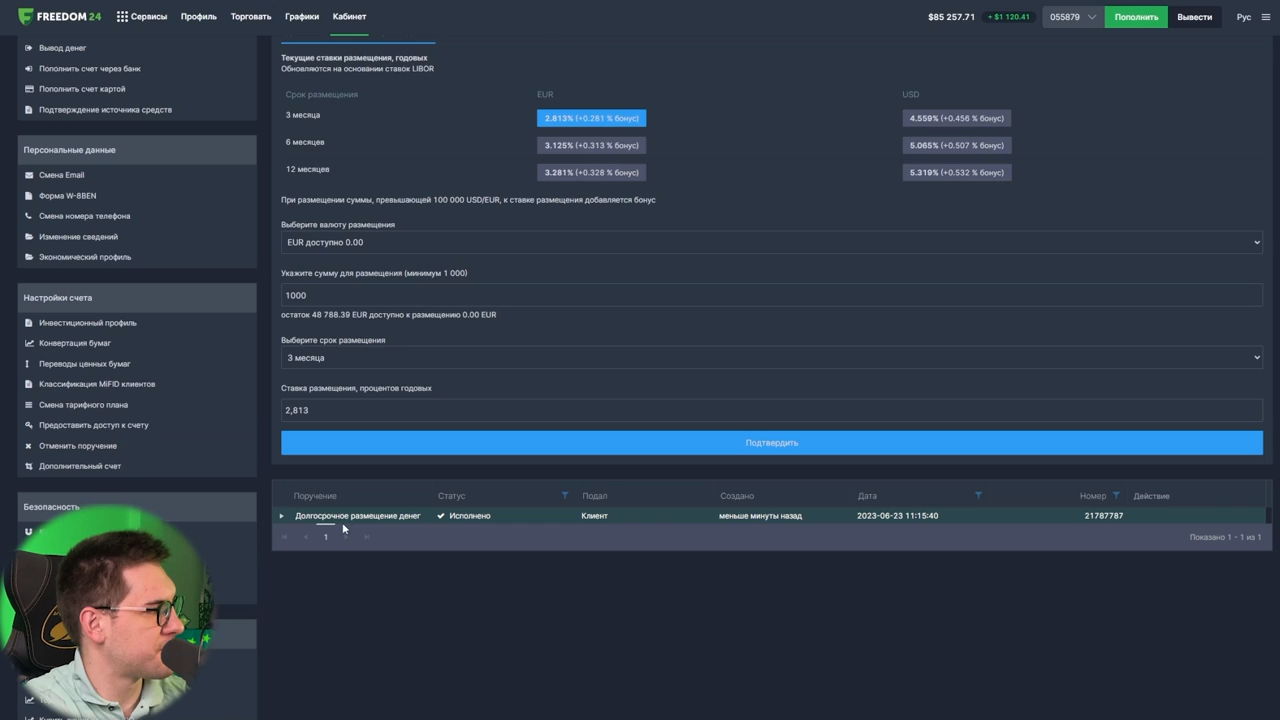 FREEDOM 24 Сервисы Профиль Торговать Графики Кабинет $85 257.71 + $1 120.41 055879 Пополнить Вывести Рус
Вывод денег
Пополнить счет через банк
Пополнить счет картой
Подтверждение источника средств
Персональные данные
Смена Email
Форма W-8BEN
Смена номера телефона
Изменение сведений
Экономический профиль
Настройки счета
Инвестиционный профиль
Конвертация бумаг
Переводы ценных бумаг
Классификация MiFID клиентов
Смена тарифного плана
Предоставить доступ к счету
Отменить поручение
Дополнительный счет
Безопасность
Текущие ставки размещения, годовых
Обновляются на основании ставок LIBOR
Срок размещения EUR USD
3 месяца 2.813% (+0.281 % бонус) 4.559% (+0.456 % бонус)
6 месяцев 3.125% (+0.313 % бонус) 5.065% (+0.507 % бонус)
12 месяцев 3.281% (+0.328 % бонус) 5.319% (+0.532 % бонус)
При размещении суммы, превышающей 100 000 USD/EUR, к ставке размещения добавляется бонус
Выберите валюту размещения
EUR доступно 0.00
Укажите сумму для размещения (минимум 1 000)
1000
остаток 48 788.39 EUR доступно к размещению 0.00 EUR
Выберите срок размещения
3 месяца
Ставка размещения, процентов годовых
2,813
Подтвердить
Поручение Статус Подал Создано Дата Номер Действие
Долгосрочное размещение денег Исполнено Клиент меньше минуты назад 2023-06-23 11:15:40 21787787
1 Показано 1 - 1 из 1